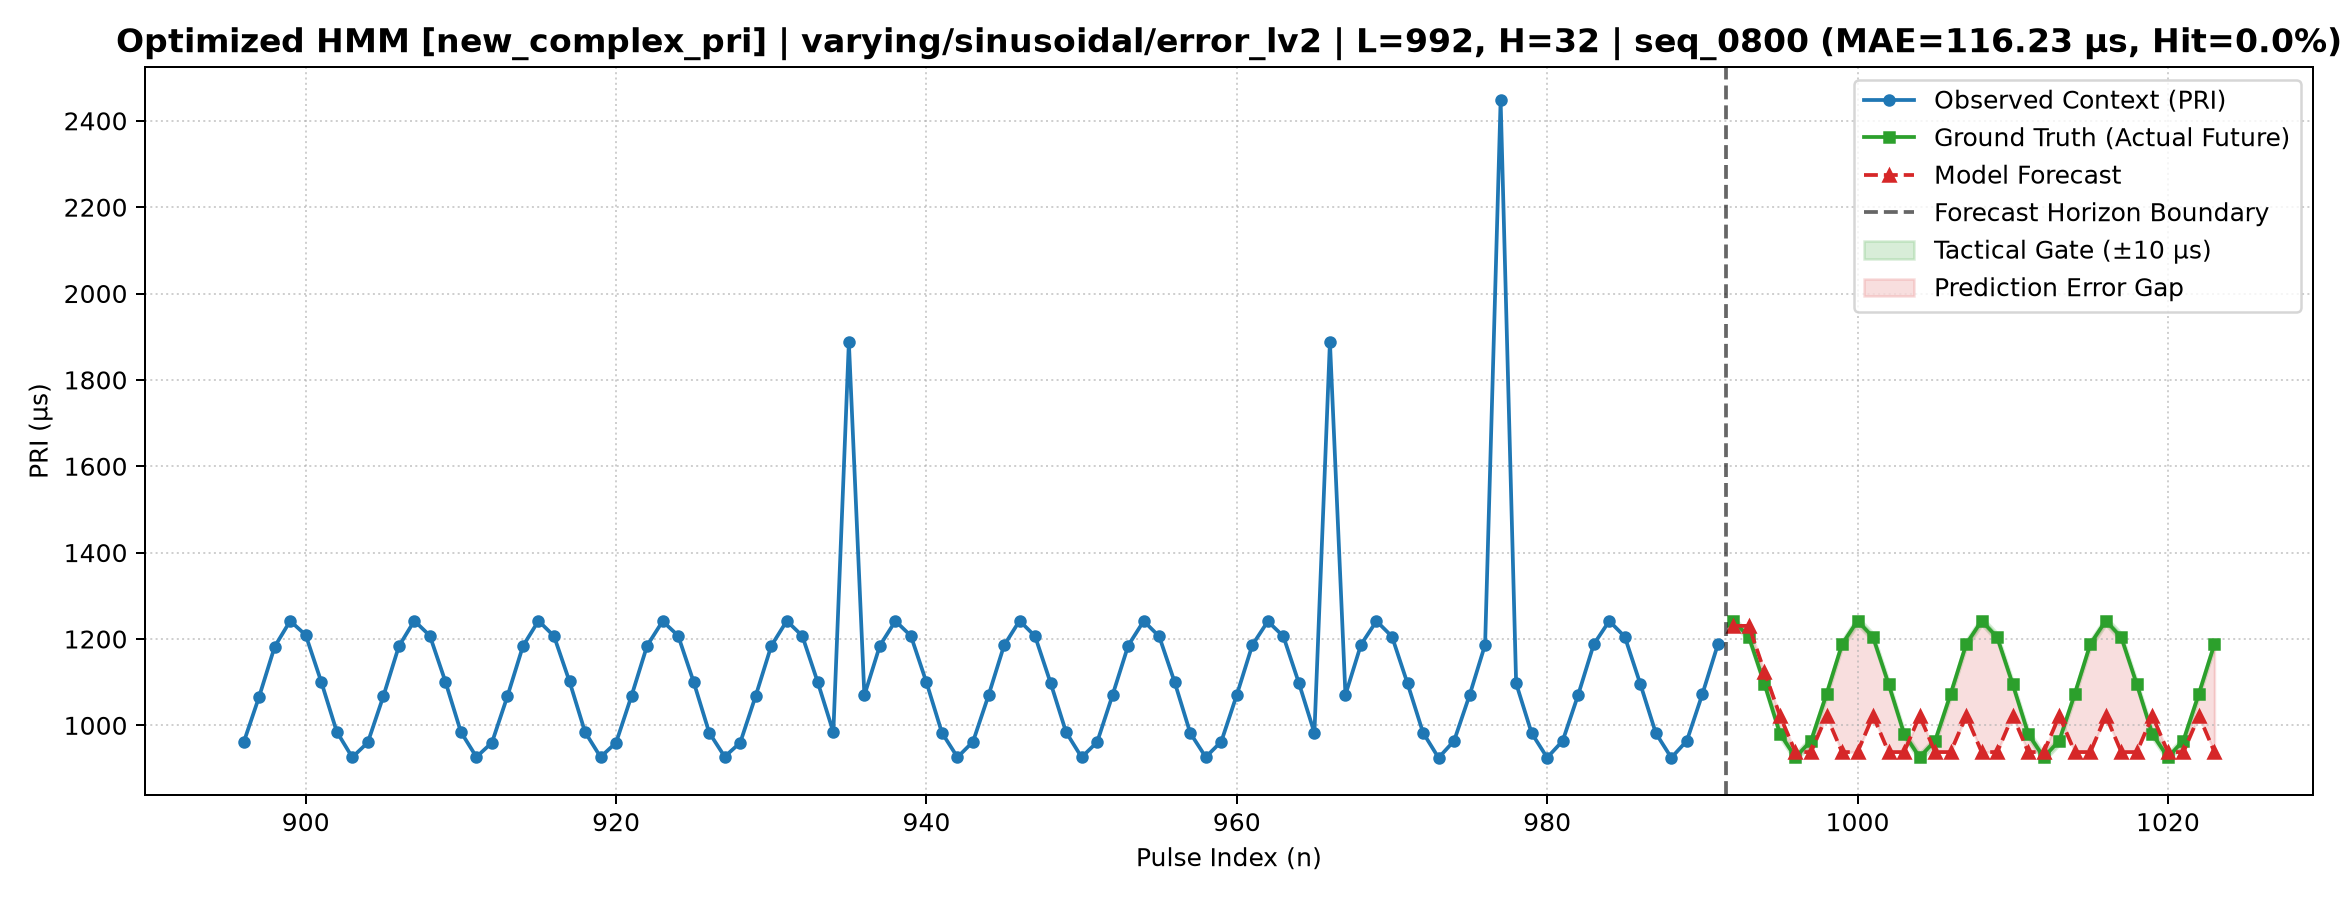 Optimized HMM [new_complex_pri] | varying/sinusoidal/error_lv2 | L=992, H=32 | seq_0800 (MAE=116.23 µs, Hit=0.0%)
Observed Context (PRI)
Ground Truth (Actual Future)
Model Forecast
Forecast Horizon Boundary
Tactical Gate (±10 µs)
Prediction Error Gap
PRI (µs)
2400
2200
2000
1800
1600
1400
1200
1000
900
920
940
960
980
1000
1020
Pulse Index (n)